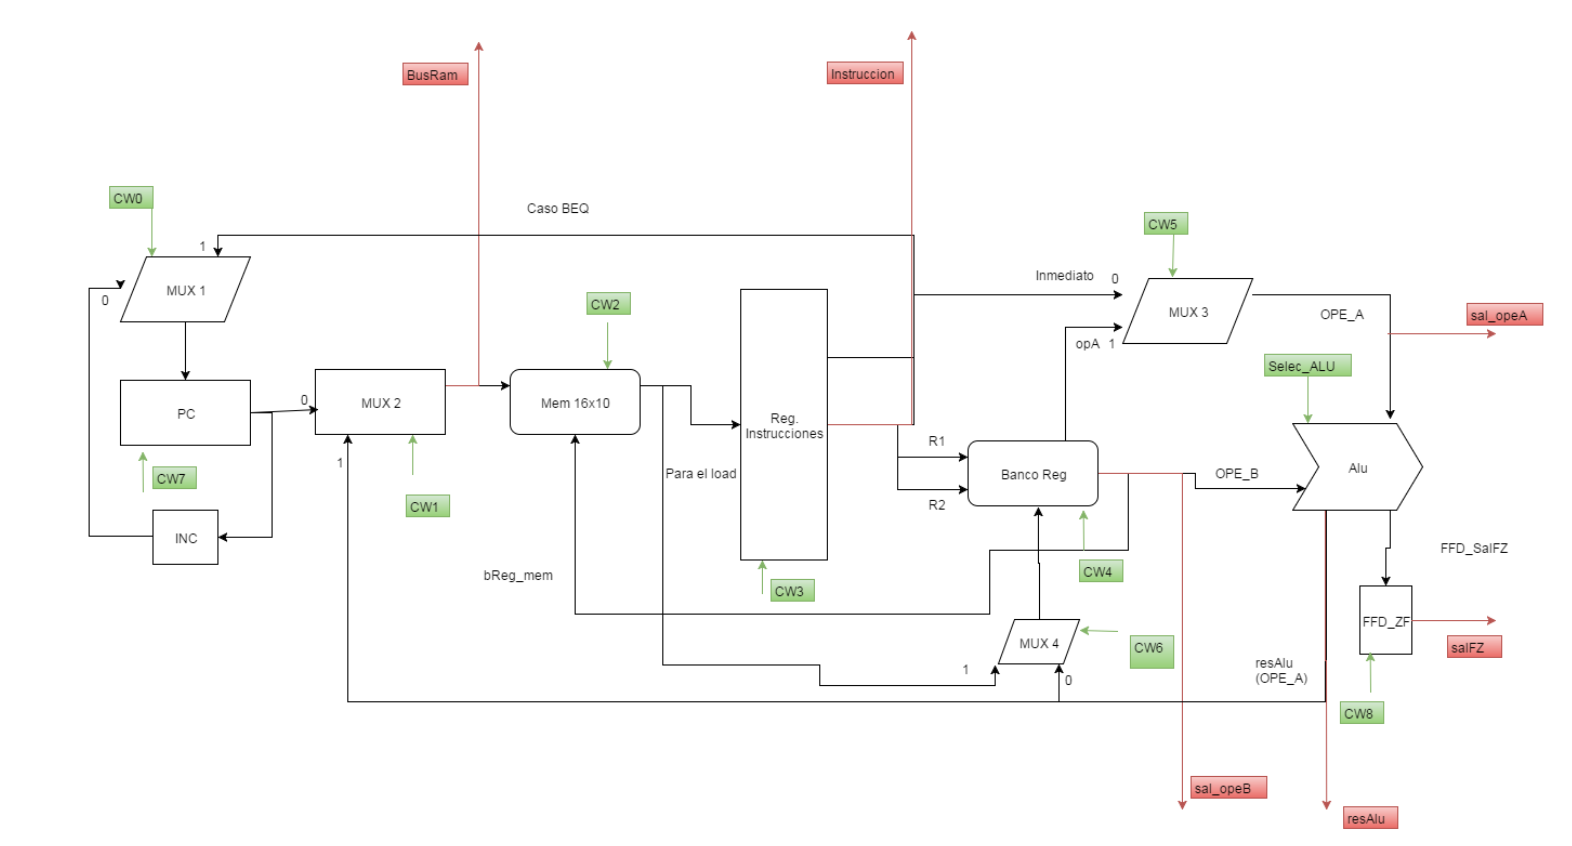 BusRam
Instruccion
CW0
Caso BEQ
CW5
1
MUX 1
0
Inmediato
0
MUX 3
CW2
OPE_A
sal_opeA
opA
1
Selec_ALU
PC
0
MUX 2
Mem 16x10
Reg.
Instrucciones
R1
1
Para el load
Banco Reg
OPE_B
Alu
CW7
R2
CW1
INC
FFD_SalFZ
bReg_mem
CW4
CW3
FFD_ZF
MUX 4
CW6
salFZ
1
0
resAlu
(OPE_A)
CW8
sal_opeB
resAlu